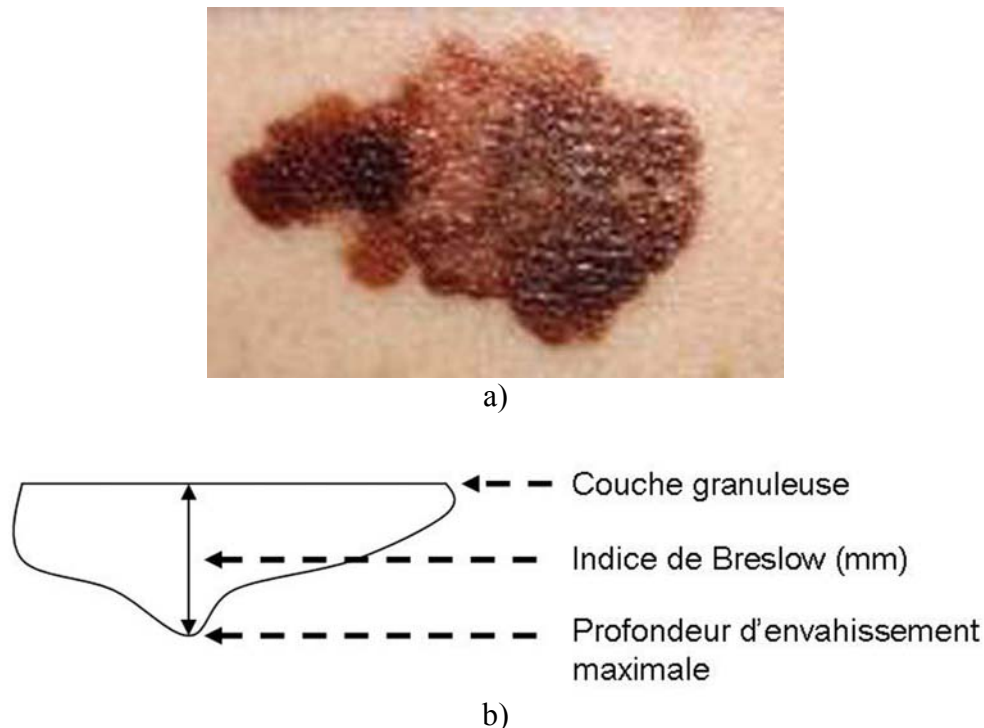 a)
Couche granuleuse
Indice de Breslow (mm)
Profondeur d'envahissement
maximale
b)